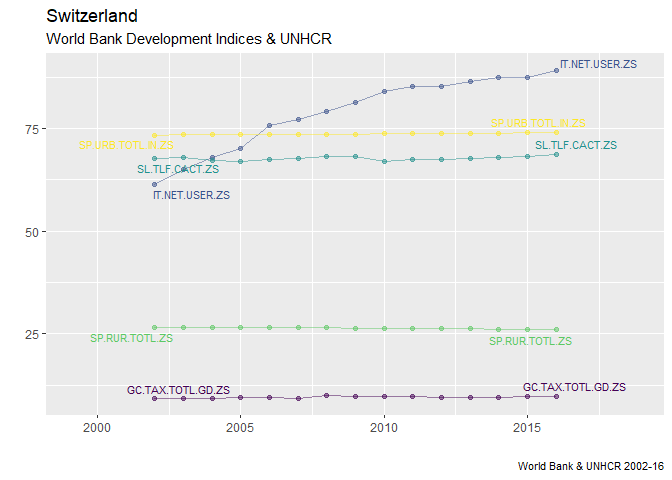 Switzerland
World Bank Development Indices & UNHCR
IT.NET.USER.ZS
SP.URB.TOTL.IN.ZS
75
SP.URB.TOTL.IN.ZS
SL.TLF.CACT.ZS
SL.TLF.CACT.ZS
IT.NET.USER.ZS
50
25
SP.RUR.TOTL.ZS
SP.RUR.TOTL.ZS
GC.TAX.TOTL.GD.ZS
GC.TAX.TOTL.GD.ZS
2000
2005
2010
2015
World Bank & UNHCR 2002-16